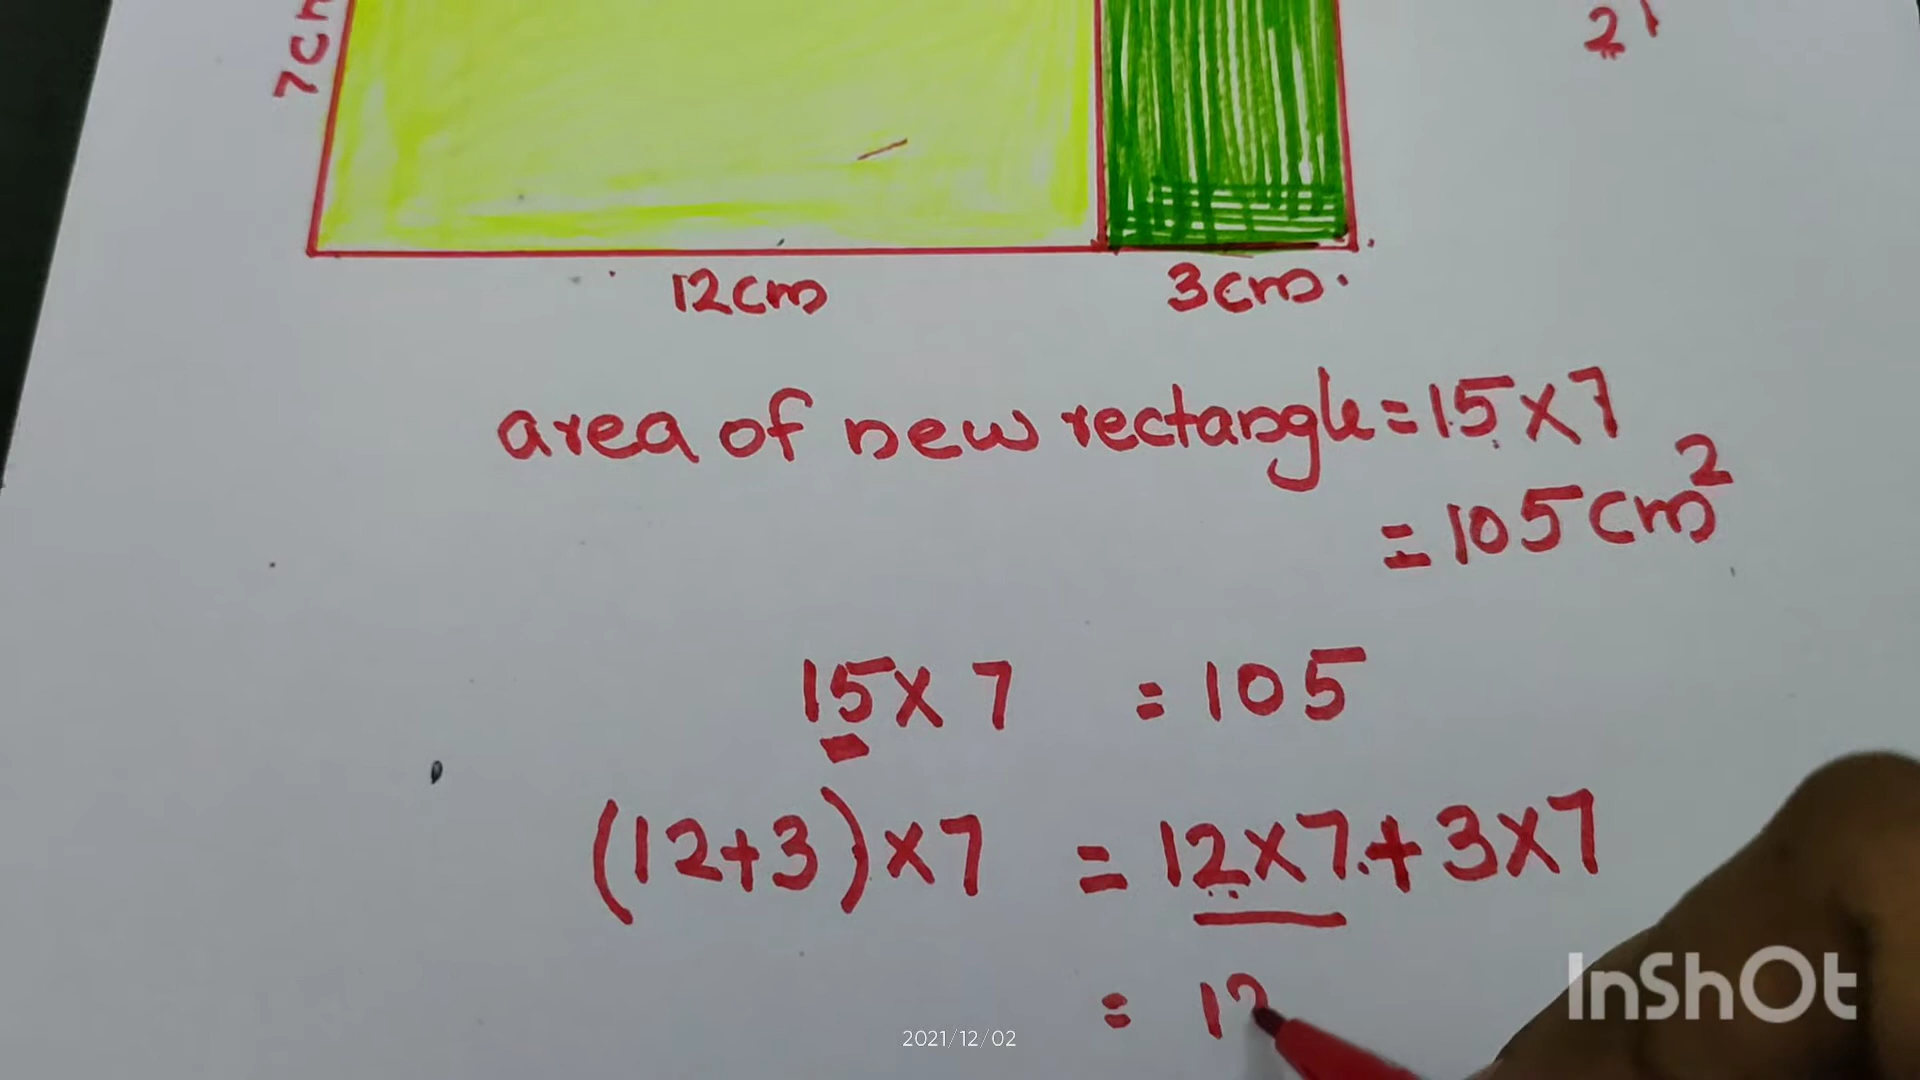 7cm
21
12cm
3cm.
area of new rectangle = 15 × 7
= 105 cm²
15 × 7 = 105
(12+3) × 7 = 12 × 7 + 3 × 7
= 12
InShOt
2021/12/02